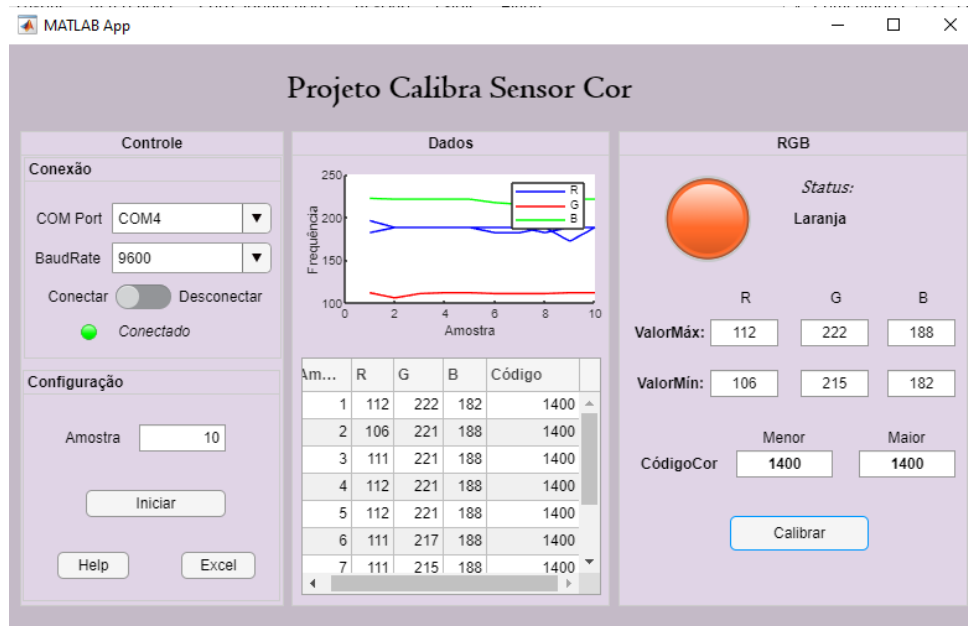 MATLAB App
Projeto Calibra Sensor Cor
Controle
Conexão
COM Port COM4
BaudRate 9600
Conectar Desconectar
Conectado
Configuração
Amostra 10
Iniciar
Help Excel
Dados
250
200
150
100
Frequência
0 2 4 6 8 10
Amostra
R
G
B
Am... R G B Código
1 112 222 182 1400
2 106 221 188 1400
3 111 221 188 1400
4 112 221 188 1400
5 112 221 188 1400
6 111 217 188 1400
7 111 215 188 1400
RGB
Status:
Laranja
R G B
ValorMáx: 112 222 188
ValorMín: 106 215 182
Menor Maior
CódigoCor 1400 1400
Calibrar